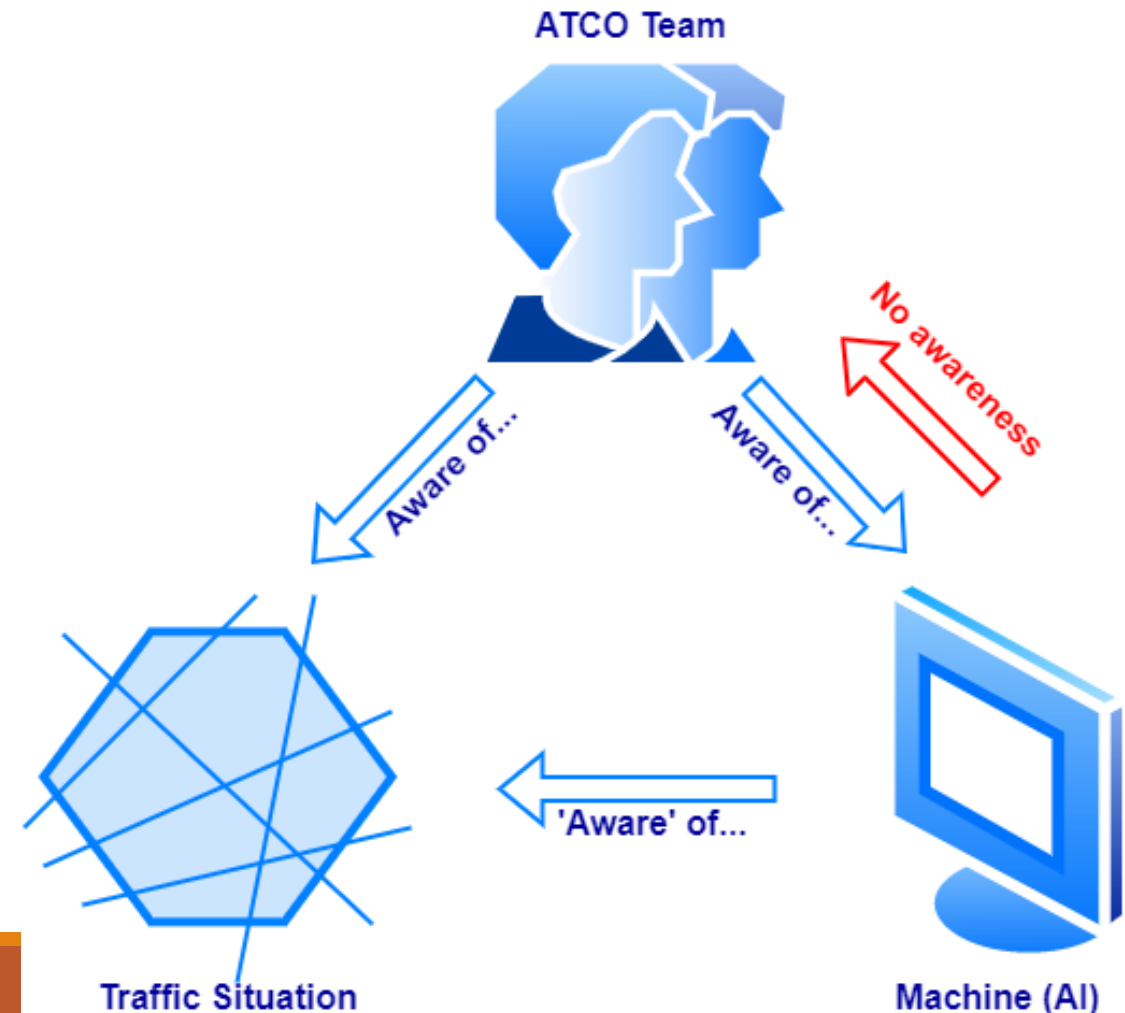 ATCO Team
No awareness
Aware of...
Aware of...
'Aware' of...
Traffic Situation
Machine (AI)